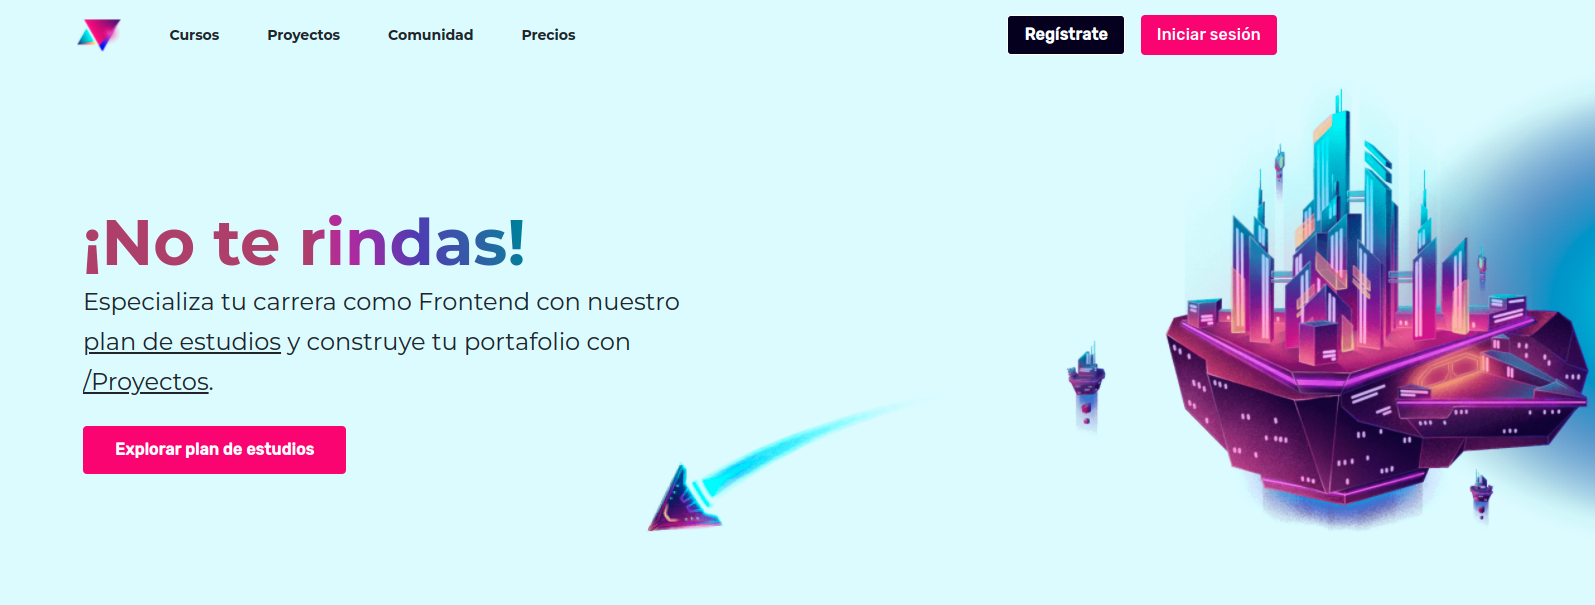 Cursos Proyectos Comunidad Precios Regístrate Iniciar sesión
¡No te rindas!
Especializa tu carrera como Frontend con nuestro
plan de estudios y construye tu portafolio con
/Proyectos.
Explorar plan de estudios